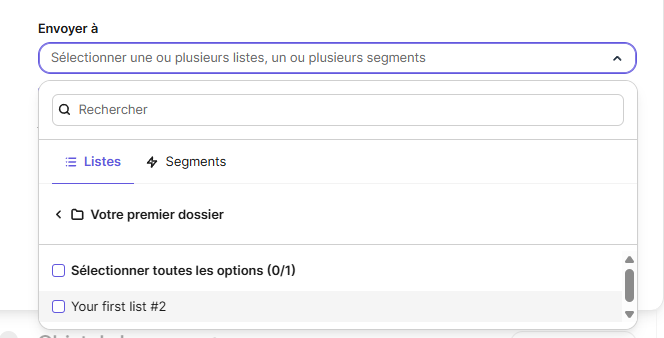 Envoyer à
Sélectionner une ou plusieurs listes, un ou plusieurs segments
Rechercher
Listes
Segments
Votre premier dossier
Sélectionner toutes les options (0/1)
Your first list #2